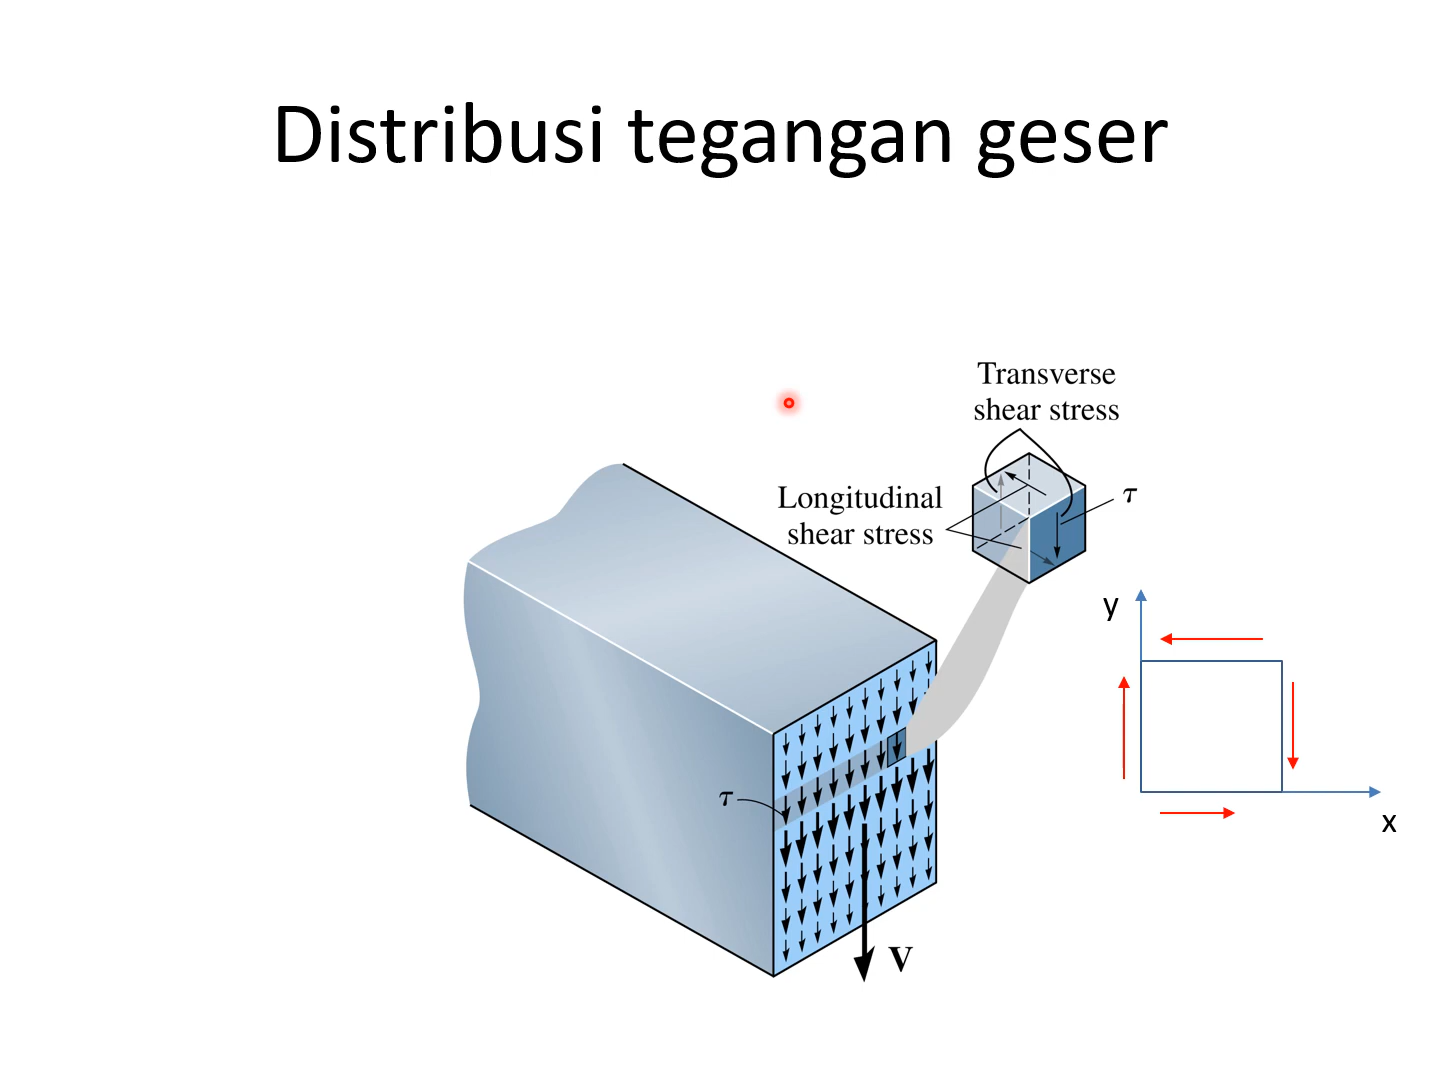 Distribusi tegangan geser
Transverse
shear stress
Longitudinal
shear stress
τ
y
x
τ
V